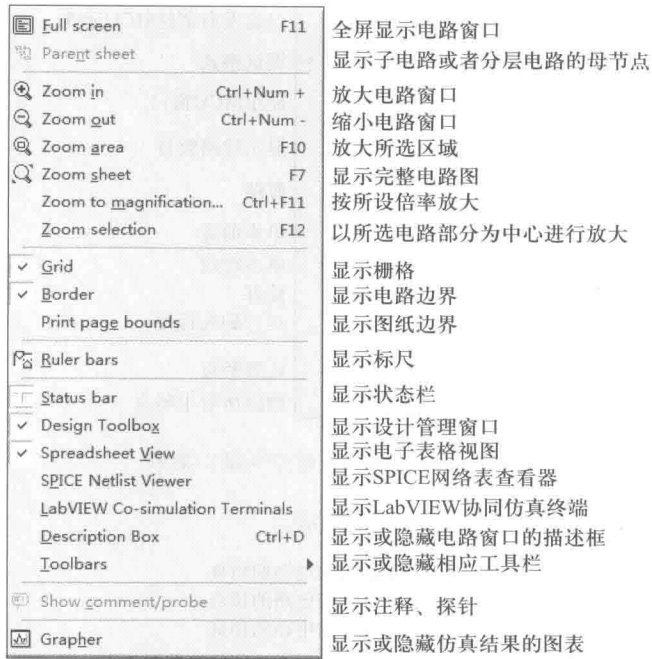 Full screen F11 全屏显示电路窗口
Parent sheet 显示子电路或者分层电路的母节点
Zoom in Ctrl+Num + 放大电路窗口
Zoom out Ctrl+Num - 缩小电路窗口
Zoom area F10 放大所选区域
Zoom sheet F7 显示完整电路图
Zoom to magnification... Ctrl+F11 按所设倍率放大
Zoom selection F12 以所选电路部分为中心进行放大
Grid 显示栅格
Border 显示电路边界
Print page bounds 显示图纸边界
Ruler bars 显示标尺
Status bar 显示状态栏
Design Toolbox 显示设计管理窗口
Spreadsheet View 显示电子表格视图
SPICE Netlist Viewer 显示SPICE网络表查看器
LabVIEW Co-simulation Terminals 显示LabVIEW协同仿真终端
Description Box Ctrl+D 显示或隐藏电路窗口的描述框
Toolbars 显示或隐藏相应工具栏
Show comment/probe 显示注释、探针
Grapher 显示或隐藏仿真结果的图表